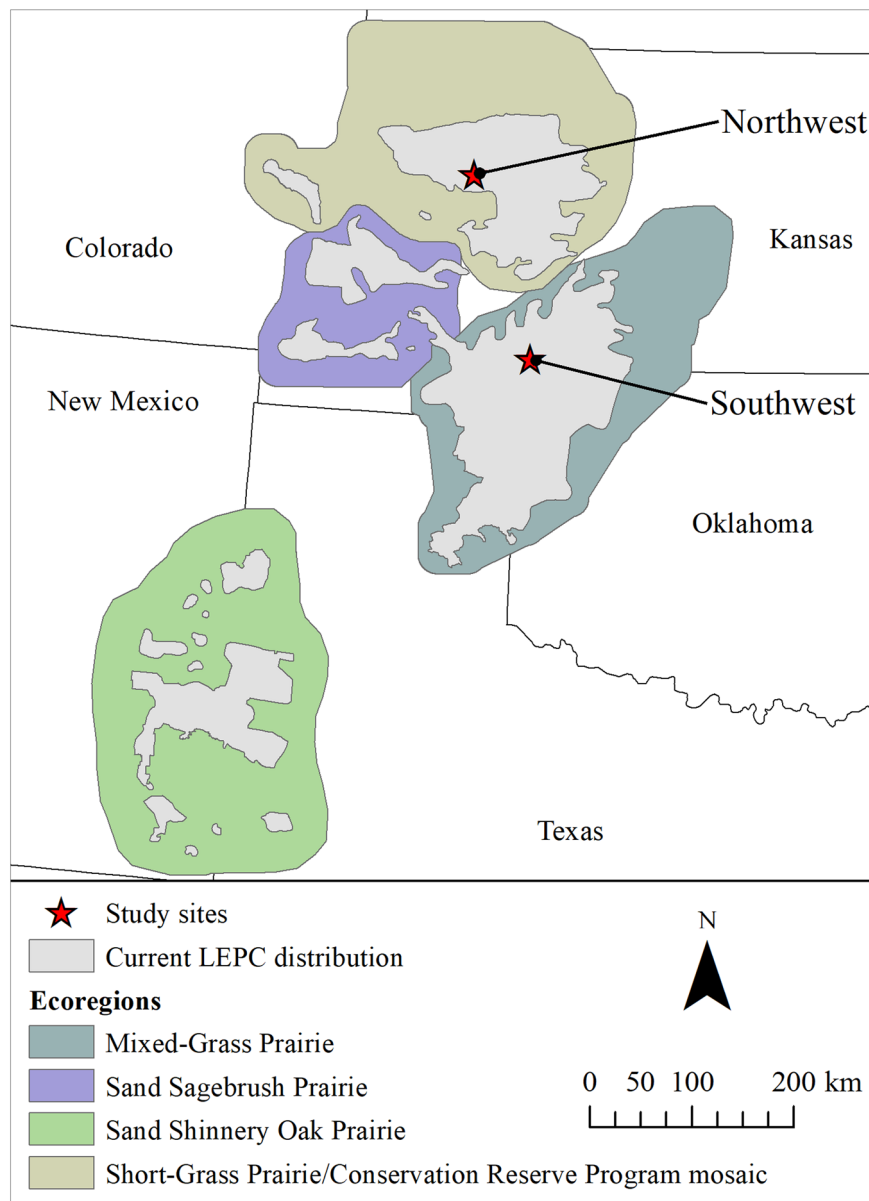 Northwest
Colorado
Kansas
New Mexico
Southwest
Oklahoma
Texas
Study sites
Current LEPC distribution
Ecoregions
Mixed-Grass Prairie
Sand Sagebrush Prairie
Sand Shinnery Oak Prairie
Short-Grass Prairie/Conservation Reserve Program mosaic
N
0 50 100 200 km